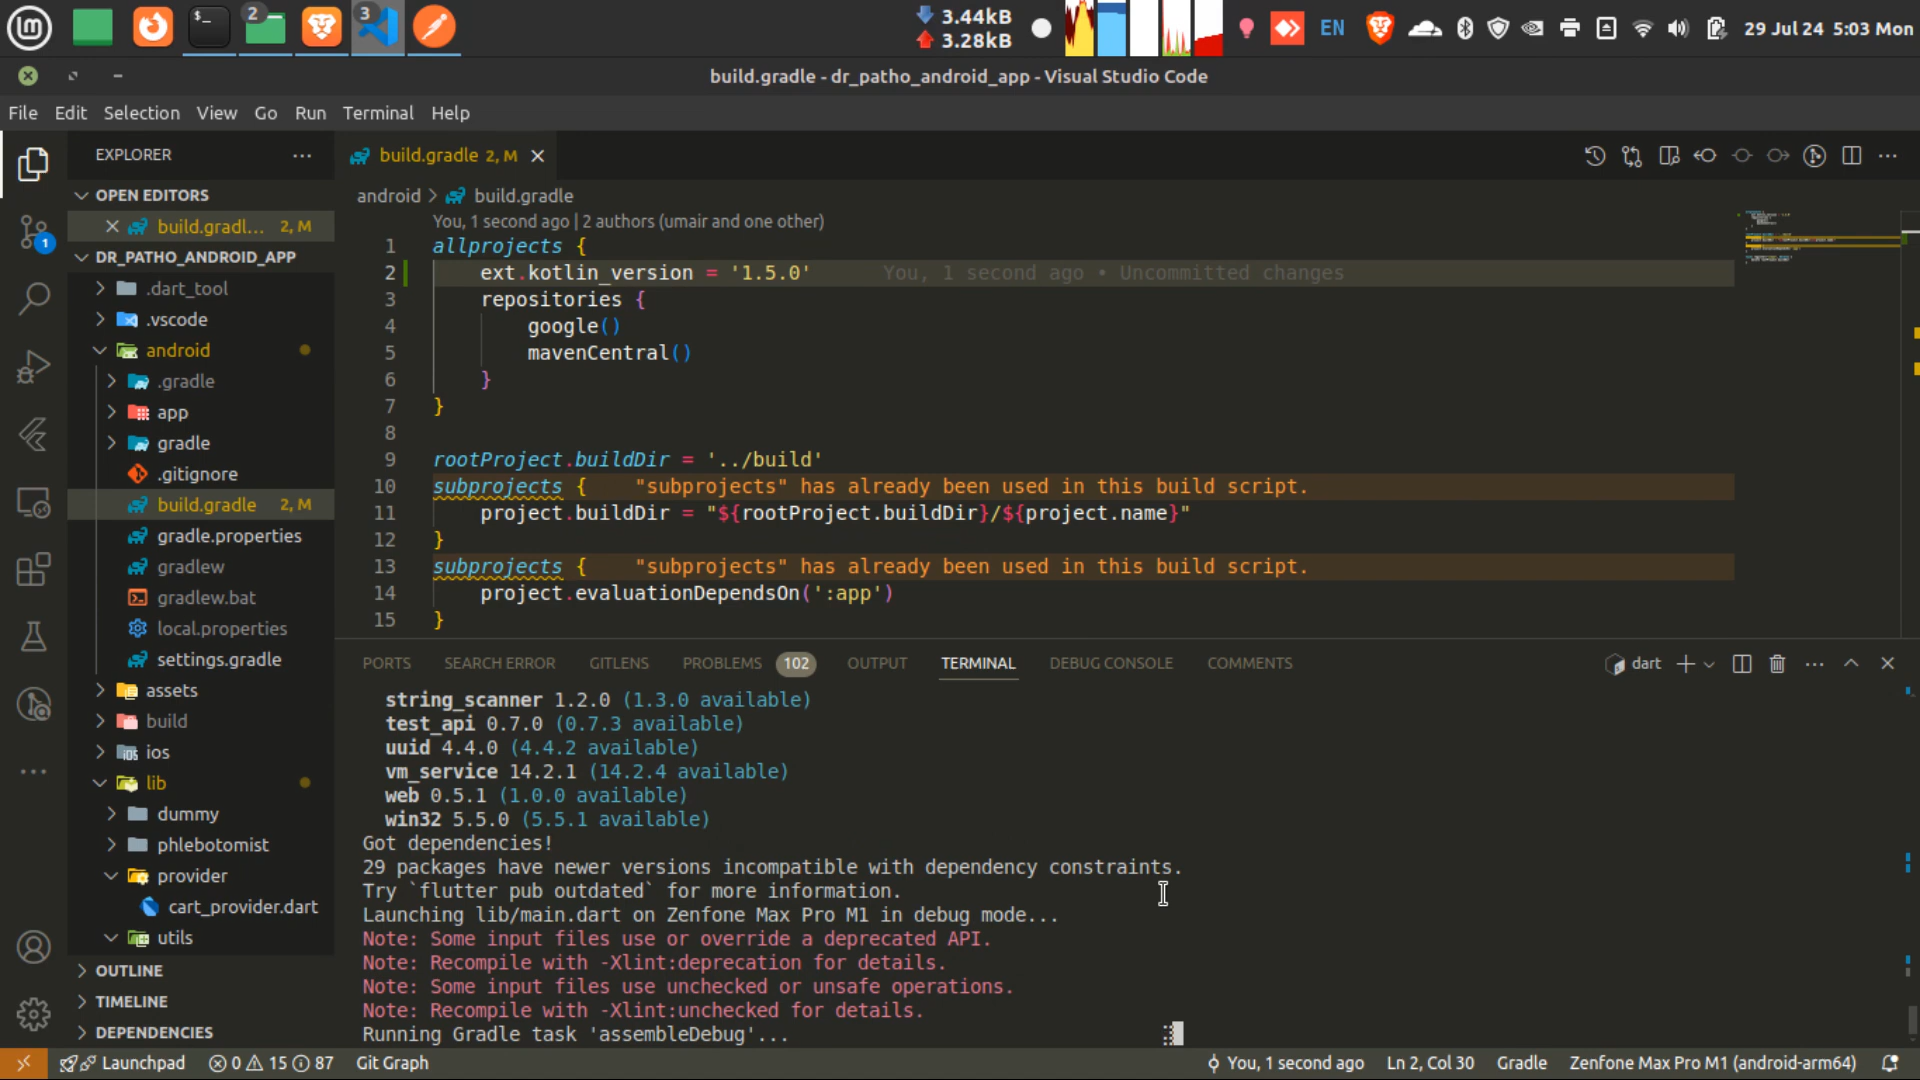 $_
2
3
3.44kB
3.28kB
EN
29 Jul 24 5:03 Mon
build.gradle - dr_patho_android_app - Visual Studio Code
File Edit Selection View Go Run Terminal Help
EXPLORER
build.gradle 2, M
OPEN EDITORS
android > build.gradle
build.gradl... 2, M
You, 1 second ago | 2 authors (umair and one other)
DR_PATHO_ANDROID_APP
1 allprojects {
2 ext.kotlin_version = '1.5.0' You, 1 second ago • Uncommitted changes
3 repositories {
4 google()
5 mavenCentral()
6 }
7 }
8
9 rootProject.buildDir = '../build'
10 subprojects { "subprojects" has already been used in this build script.
11 project.buildDir = "${rootProject.buildDir}/${project.name}"
12 }
13 subprojects { "subprojects" has already been used in this build script.
14 project.evaluationDependsOn(':app')
15 }
1
.dart_tool
.vscode
android
.gradle
app
gradle
.gitignore
build.gradle 2, M
gradle.properties
gradlew
gradlew.bat
local.properties
settings.gradle
assets
build
ios
lib
dummy
phlebotomist
provider
cart_provider.dart
utils
OUTLINE
TIMELINE
DEPENDENCIES
PORTS SEARCH ERROR GITLENS PROBLEMS 102 OUTPUT TERMINAL DEBUG CONSOLE COMMENTS dart
string_scanner 1.2.0 (1.3.0 available)
test_api 0.7.0 (0.7.3 available)
uuid 4.4.0 (4.4.2 available)
vm_service 14.2.1 (14.2.4 available)
web 0.5.1 (1.0.0 available)
win32 5.5.0 (5.5.1 available)
Got dependencies!
29 packages have newer versions incompatible with dependency constraints.
Try `flutter pub outdated` for more information.
Launching lib/main.dart on Zenfone Max Pro M1 in debug mode...
Note: Some input files use or override a deprecated API.
Note: Recompile with -Xlint:deprecation for details.
Note: Some input files use unchecked or unsafe operations.
Note: Recompile with -Xlint:unchecked for details.
Running Gradle task 'assembleDebug'...
Launchpad 0 15 87 Git Graph You, 1 second ago Ln 2, Col 30 Gradle Zenfone Max Pro M1 (android-arm64)